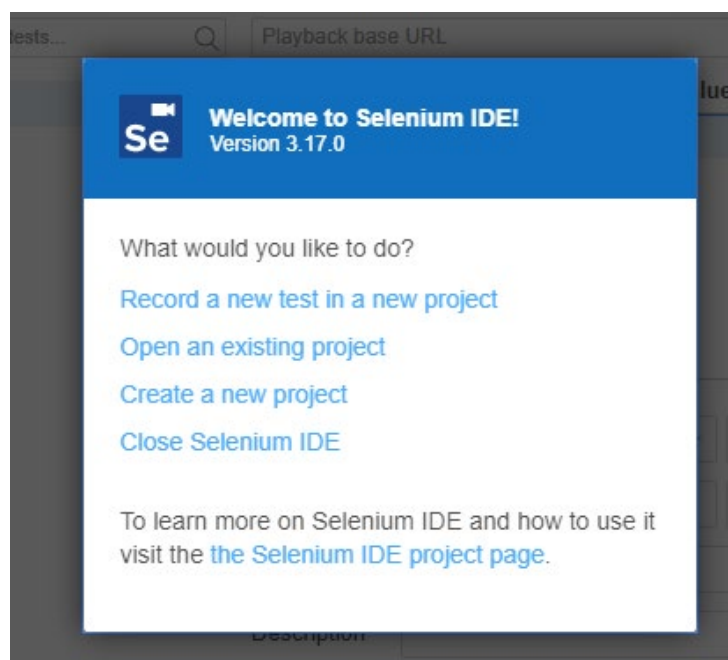 tests...
Playback base URL
lue
Se
Welcome to Selenium IDE!
Version 3.17.0
What would you like to do?
Record a new test in a new project
Open an existing project
Create a new project
Close Selenium IDE
To learn more on Selenium IDE and how to use it
visit the the Selenium IDE project page.
Description